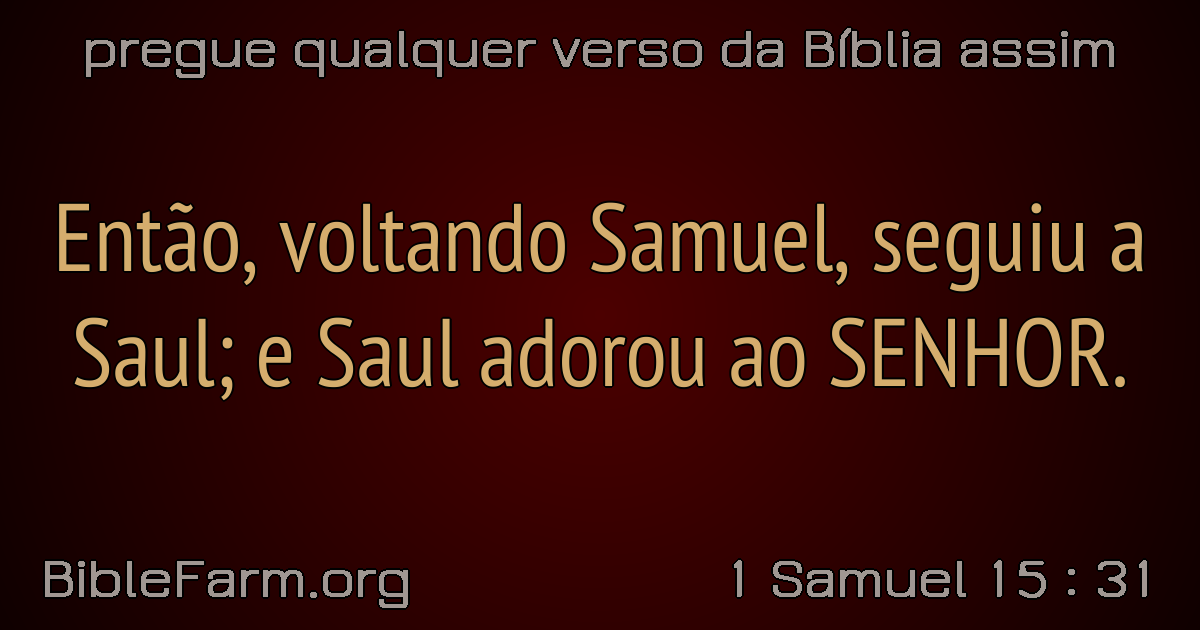 pregue qualquer verso da Bíblia assim
Então, voltando Samuel, seguiu a
Saul; e Saul adorou ao SENHOR.
BibleFarm.org
1 Samuel 15 : 31